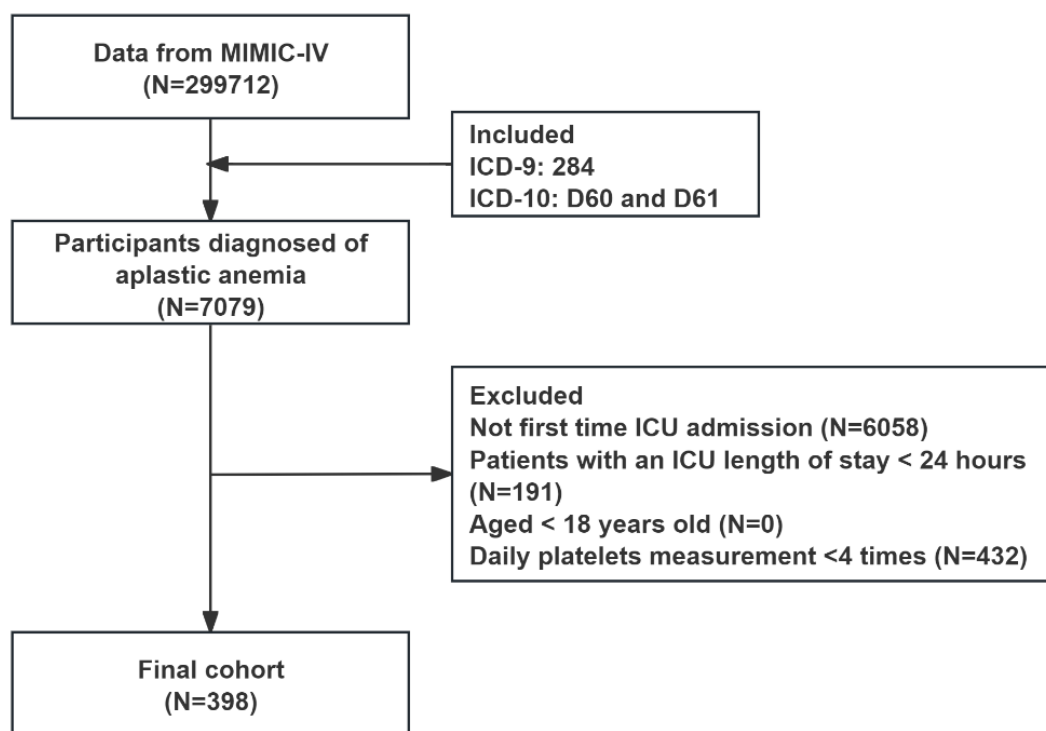 Data from MIMIC-IV
(N=299712)
Included
ICD-9: 284
ICD-10: D60 and D61
Participants diagnosed of
aplastic anemia
(N=7079)
Excluded
Not first time ICU admission (N=6058)
Patients with an ICU length of stay < 24 hours
(N=191)
Aged < 18 years old (N=0)
Daily platelets measurement <4 times (N=432)
Final cohort
(N=398)